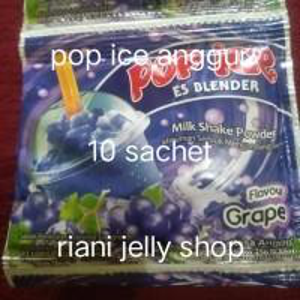 pop ice anggur
POP ICE
ES BLENDER
Milk Shake Powder
10 sachet
Flavour
Grape
riani jelly shop